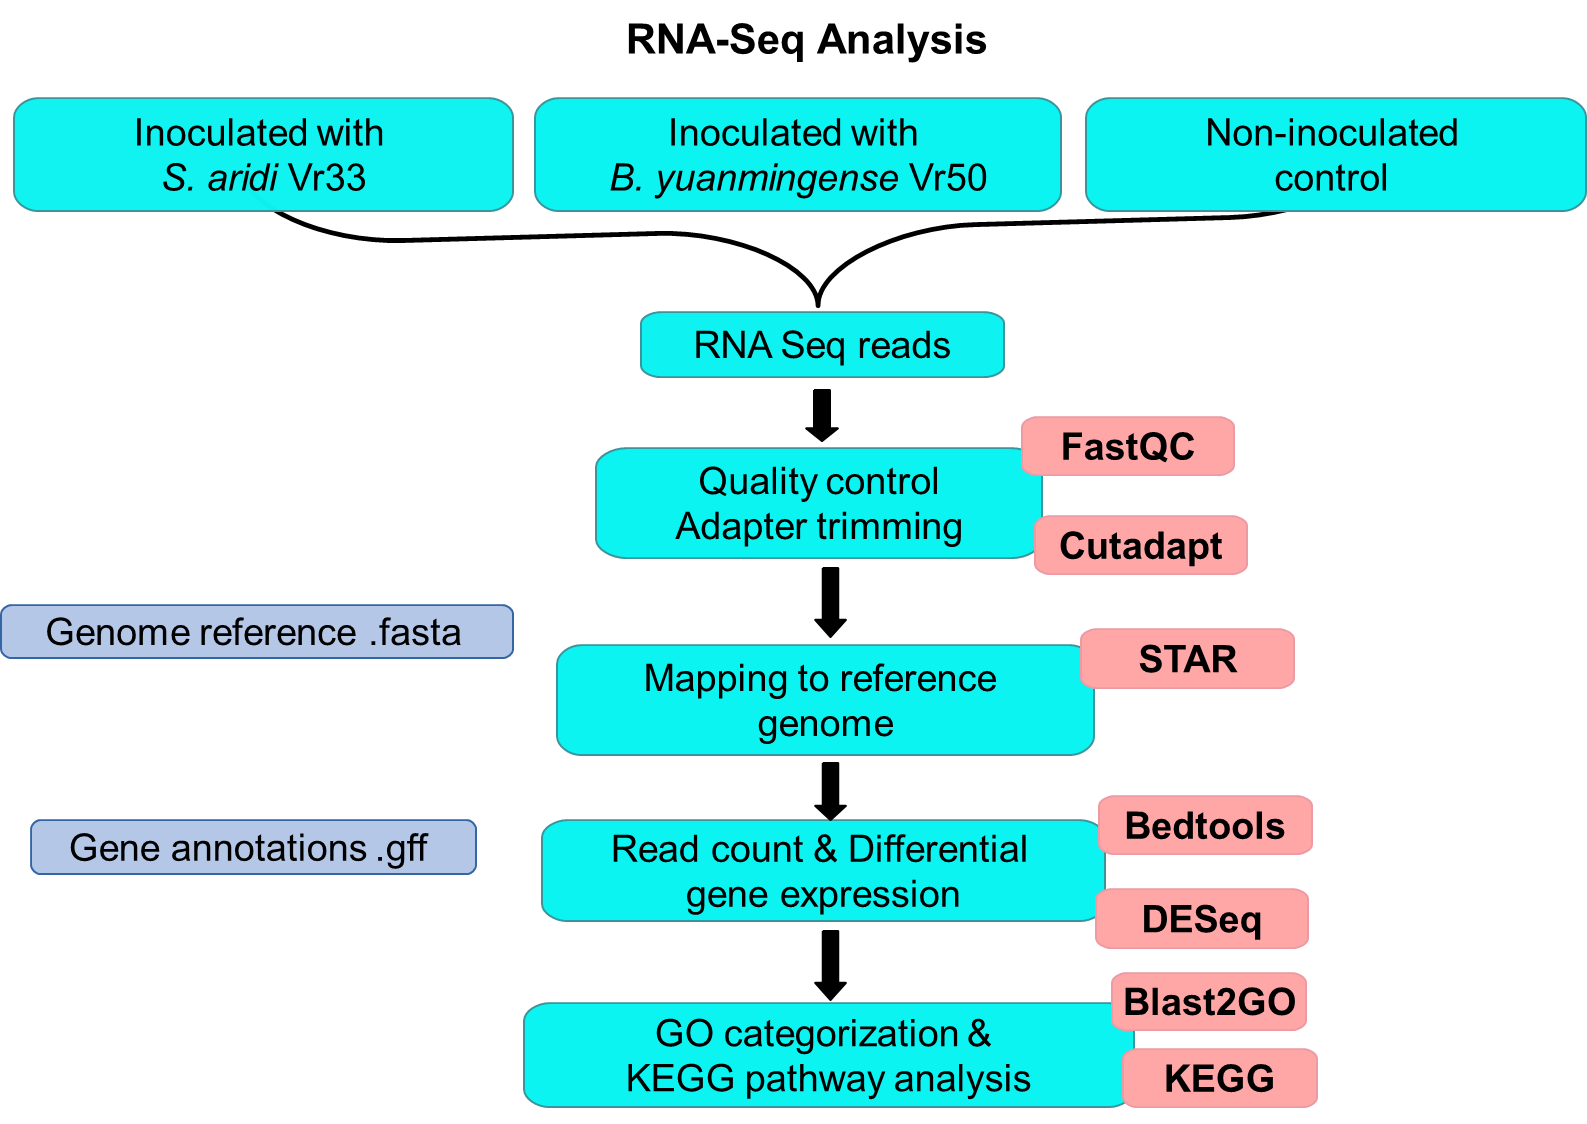 RNA-Seq Analysis
Inoculated with
S. aridi Vr33
Inoculated with
B. yuanmingense Vr50
Non-inoculated
control
RNA Seq reads
FastQC
Quality control
Adapter trimming
Cutadapt
Genome reference .fasta
STAR
Mapping to reference
genome
Bedtools
Gene annotations .gff
Read count & Differential
gene expression
DESeq
Blast2GO
GO categorization &
KEGG pathway analysis
KEGG